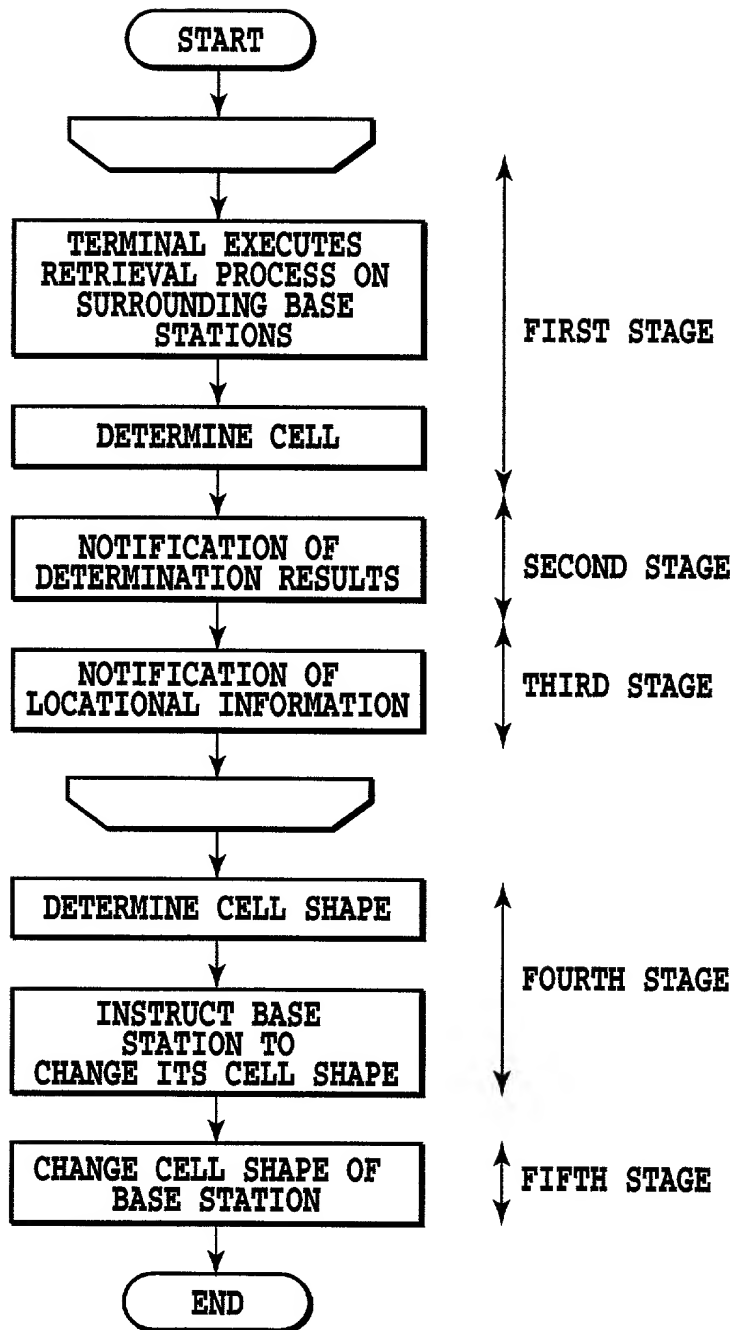 START
TERMINAL EXECUTES
RETRIEVAL PROCESS ON
SURROUNDING BASE
STATIONS
FIRST STAGE
DETERMINE CELL
NOTIFICATION OF
DETERMINATION RESULTS
SECOND STAGE
NOTIFICATION OF
LOCATIONAL INFORMATION
THIRD STAGE
DETERMINE CELL SHAPE
FOURTH STAGE
INSTRUCT BASE
STATION TO
CHANGE ITS CELL SHAPE
CHANGE CELL SHAPE OF
BASE STATION
FIFTH STAGE
END